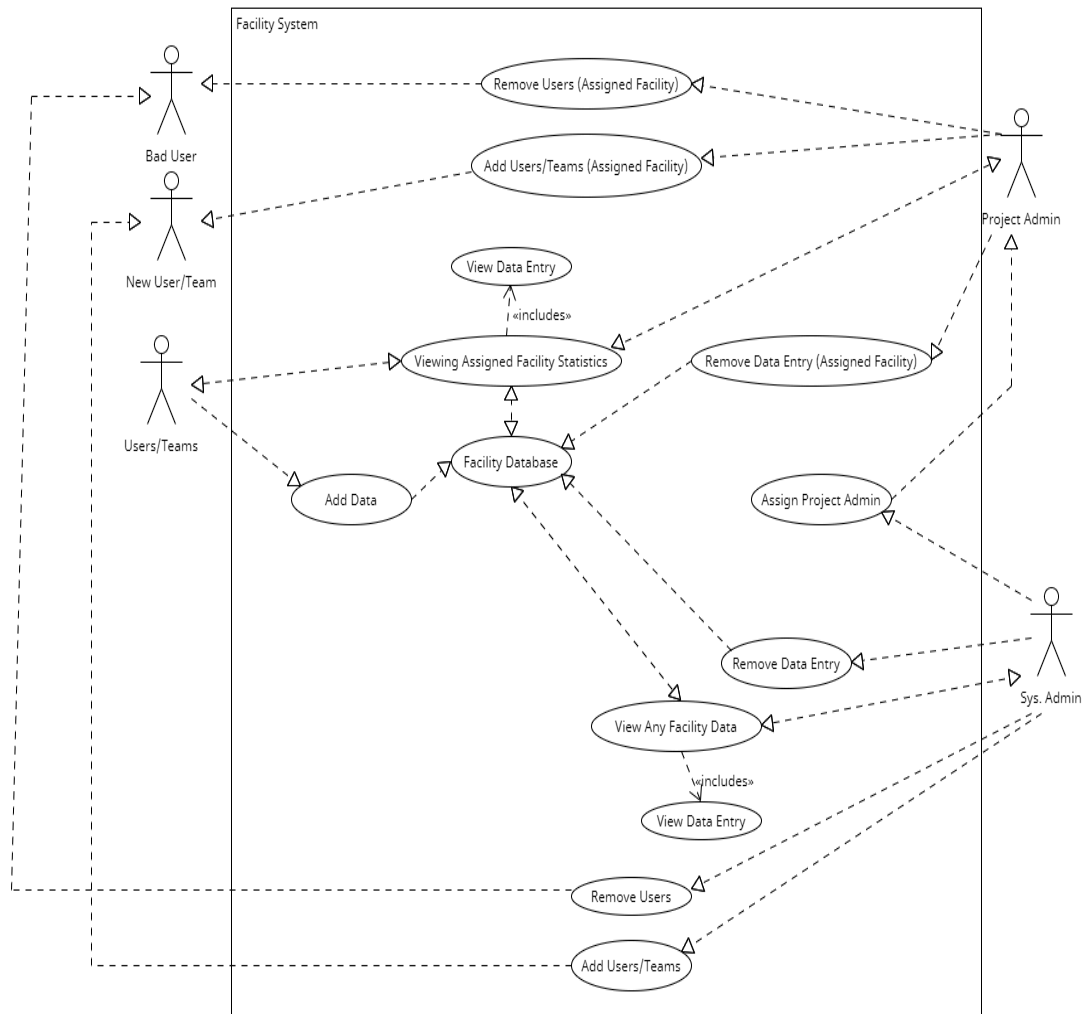 Facility System
Remove Users (Assigned Facility)
Bad User
Add Users/Teams (Assigned Facility)
Project Admin
New User/Team
View Data Entry
«includes»
Viewing Assigned Facility Statistics
Remove Data Entry (Assigned Facility)
Users/Teams
Facility Database
Add Data
Assign Project Admin
Remove Data Entry
Sys. Admin
View Any Facility Data
«includes»
View Data Entry
Remove Users
Add Users/Teams